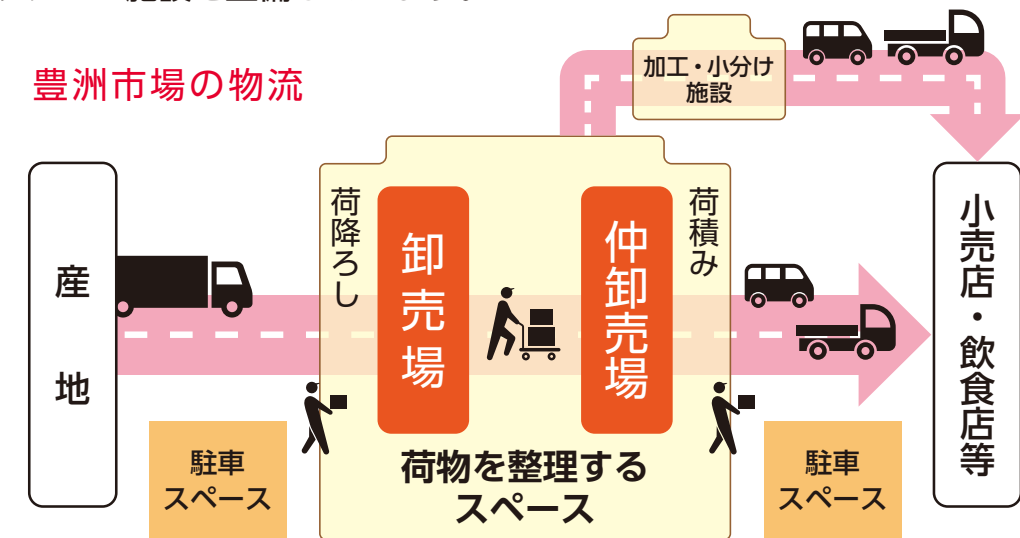 豊洲市場の物流
加工・小分け
施設
産地
荷降ろし
卸売場
仲卸売場
荷積み
小売店・飲食店等
駐車
スペース
荷物を整理する
スペース
駐車
スペース